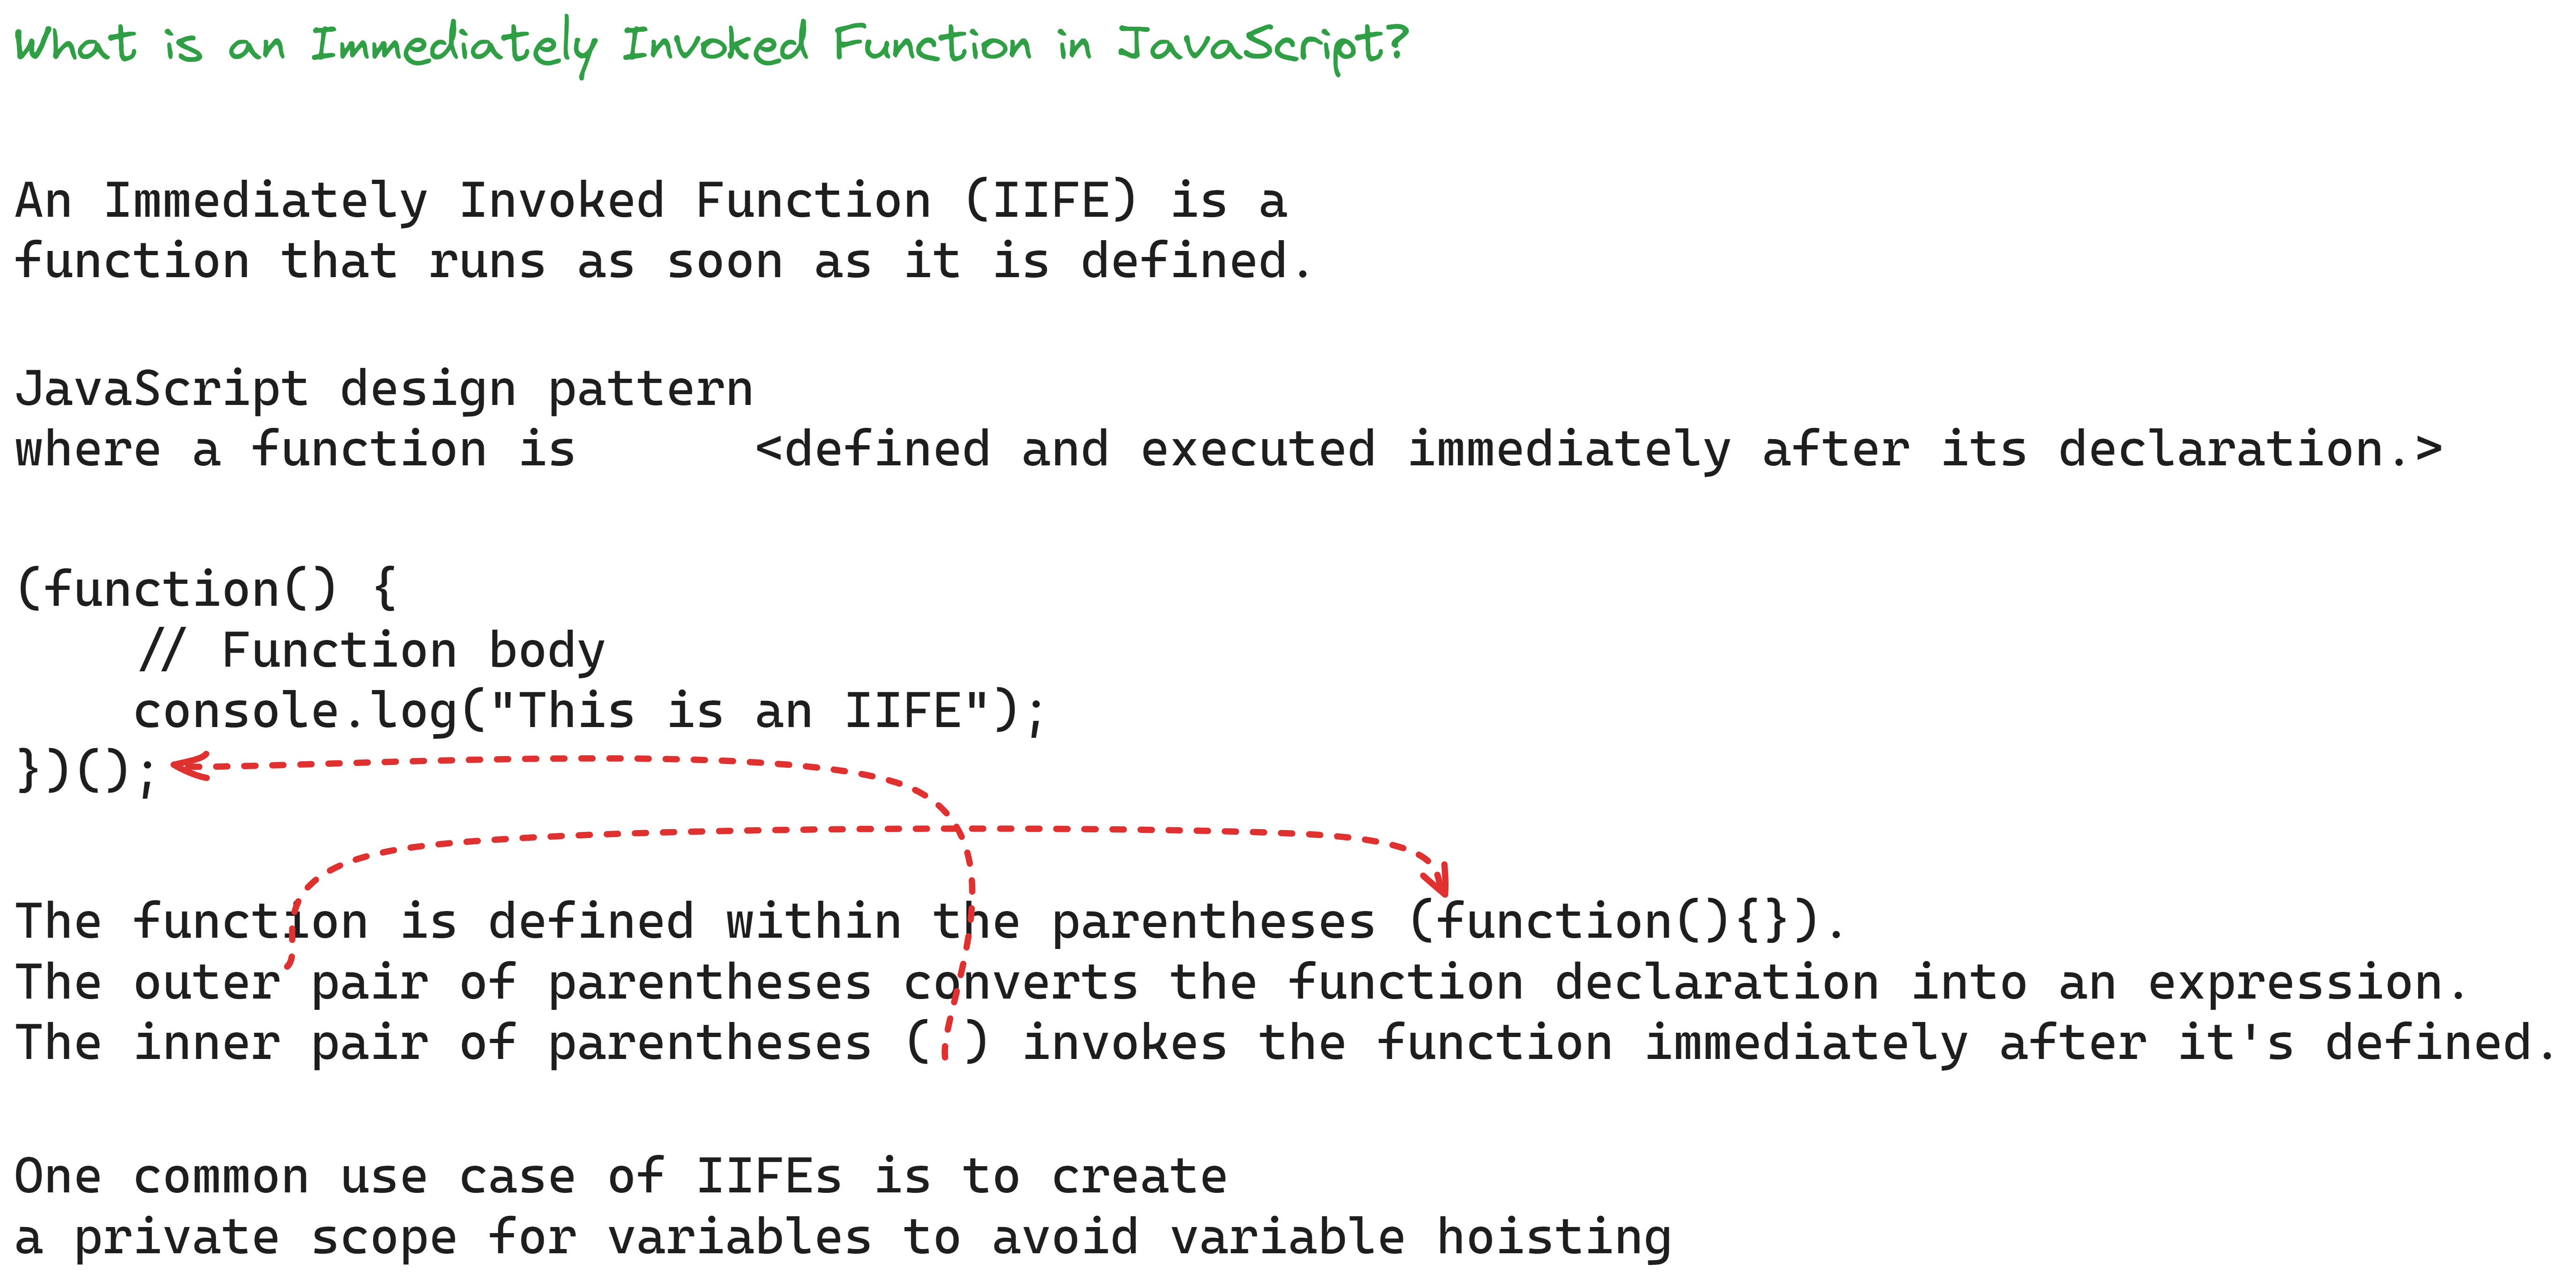 What is an Immediately Invoked Function in JavaScript?
An Immediately Invoked Function (IIFE) is a
function that runs as soon as it is defined.
JavaScript design pattern
where a function is      <defined and executed immediately after its declaration.>
(function() {
    // Function body
    console.log("This is an IIFE");
})();
The function is defined within the parentheses (function(){}).
The outer pair of parentheses converts the function declaration into an expression.
The inner pair of parentheses ( ) invokes the function immediately after it's defined.
One common use case of IIFEs is to create
a private scope for variables to avoid variable hoisting